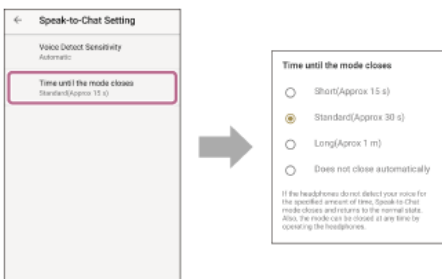 Speak-to-Chat Setting
Voice Detect Sensitivity
Automatic
Time until the mode closes
Standard(Approx 15 s)
Time until the mode closes
Short(Approx 15 s)
Standard(Approx 30 s)
Long(Aprox 1 m)
Does not close automatically
If the headphones do not detect your voice for
the specified amount of time, Speak-to-Chat
mode closes and returns to the normal state.
Also, the mode can be closed at any time by
operating the headphones.